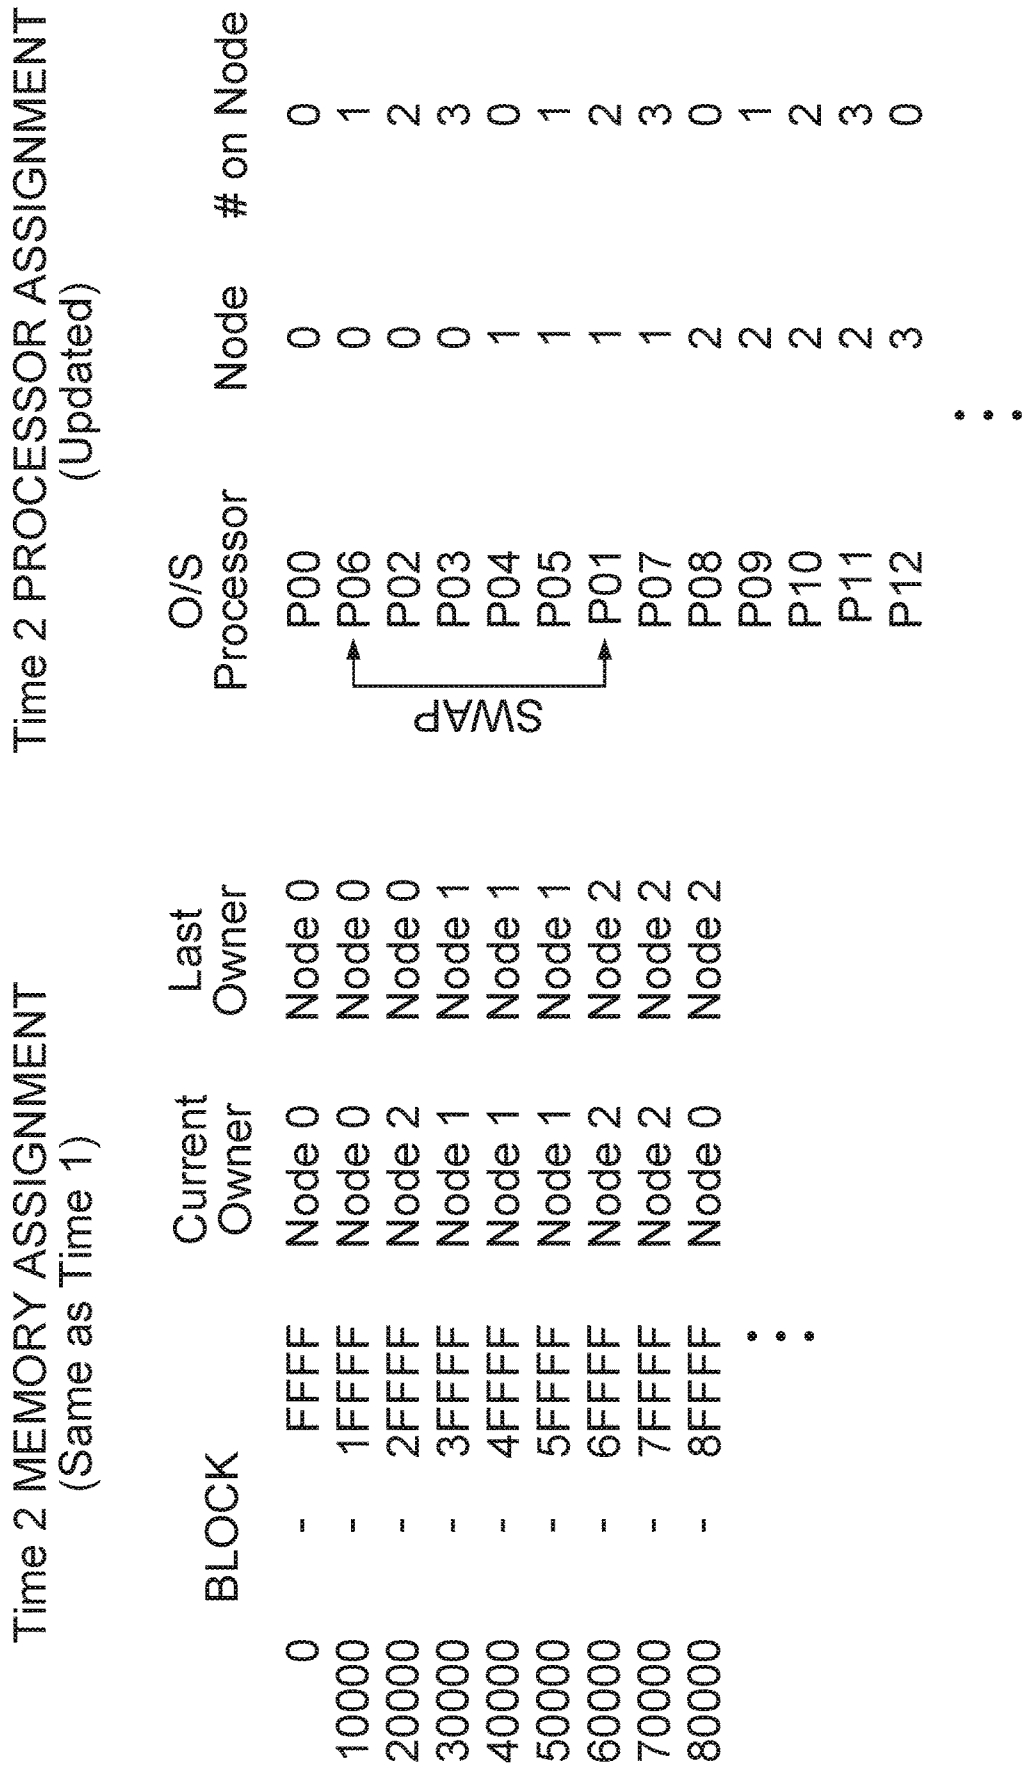 Time 2 MEMORY ASSIGNMENT
(Same as Time 1)
BLOCK Current Owner Last Owner
0 - FFFF Node 0 Node 0
10000 - 1FFFF Node 0 Node 0
20000 - 2FFFF Node 2 Node 0
30000 - 3FFFF Node 1 Node 1
40000 - 4FFFF Node 1 Node 1
50000 - 5FFFF Node 1 Node 1
60000 - 6FFFF Node 2 Node 2
70000 - 7FFFF Node 2 Node 2
80000 - 8FFFF Node 0 Node 2
...
Time 2 PROCESSOR ASSIGNMENT
(Updated)
O/S Processor Node # on Node
P00 0 0
P06 0 1
P02 0 2
P03 0 3
P04 1 0
P05 1 1
P01 1 2
P07 1 3
P08 2 0
P09 2 1
P10 2 2
P11 2 3
P12 3 0
...
SWAP